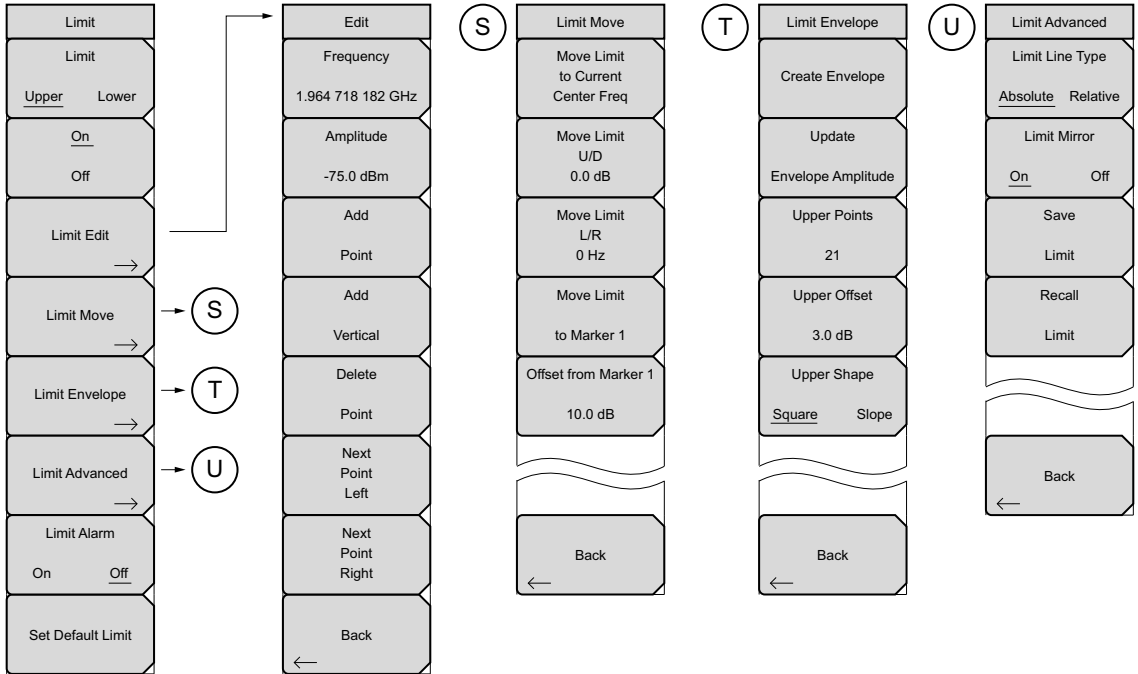 Limit
Limit
Upper Lower
On
Off
Limit Edit
Limit Move
Limit Envelope
Limit Advanced
Limit Alarm
On Off
Set Default Limit
S
T
U
Edit
Frequency
1.964 718 182 GHz
Amplitude
-75.0 dBm
Add
Point
Add
Vertical
Delete
Point
Next
Point
Left
Next
Point
Right
Back
S
Limit Move
Move Limit
to Current
Center Freq
Move Limit
U/D
0.0 dB
Move Limit
L/R
0 Hz
Move Limit
to Marker 1
Offset from Marker 1
10.0 dB
Back
T
Limit Envelope
Create Envelope
Update
Envelope Amplitude
Upper Points
21
Upper Offset
3.0 dB
Upper Shape
Square Slope
Back
U
Limit Advanced
Limit Line Type
Absolute Relative
Limit Mirror
On Off
Save
Limit
Recall
Limit
Back